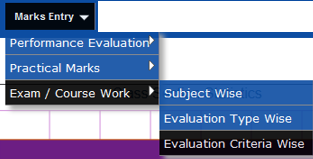 Marks Entry
Performance Evaluation
Practical Marks
Exam / Course Work
Subject Wise
Evaluation Type Wise
Evaluation Criteria Wise